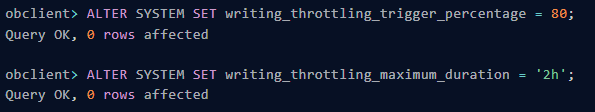 obclient> ALTER SYSTEM SET writing_throttling_trigger_percentage = 80;
Query OK, 0 rows affected
obclient> ALTER SYSTEM SET writing_throttling_maximum_duration = '2h';
Query OK, 0 rows affected